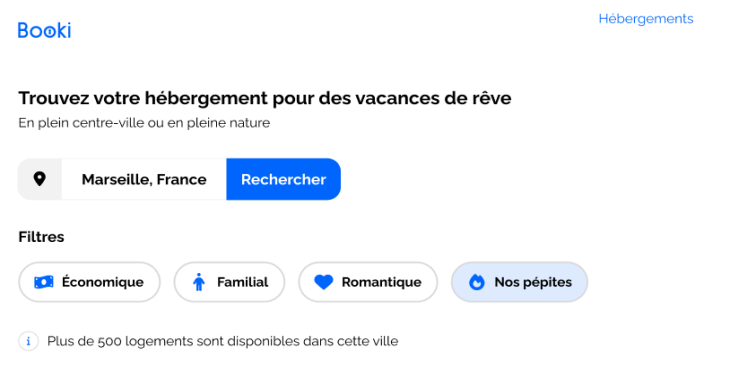 Booki
Hébergements
Trouvez votre hébergement pour des vacances de rêve
En plein centre-ville ou en pleine nature
Marseille, France
Rechercher
Filtres
Économique
Familial
Romantique
Nos pépites
i
Plus de 500 logements sont disponibles dans cette ville